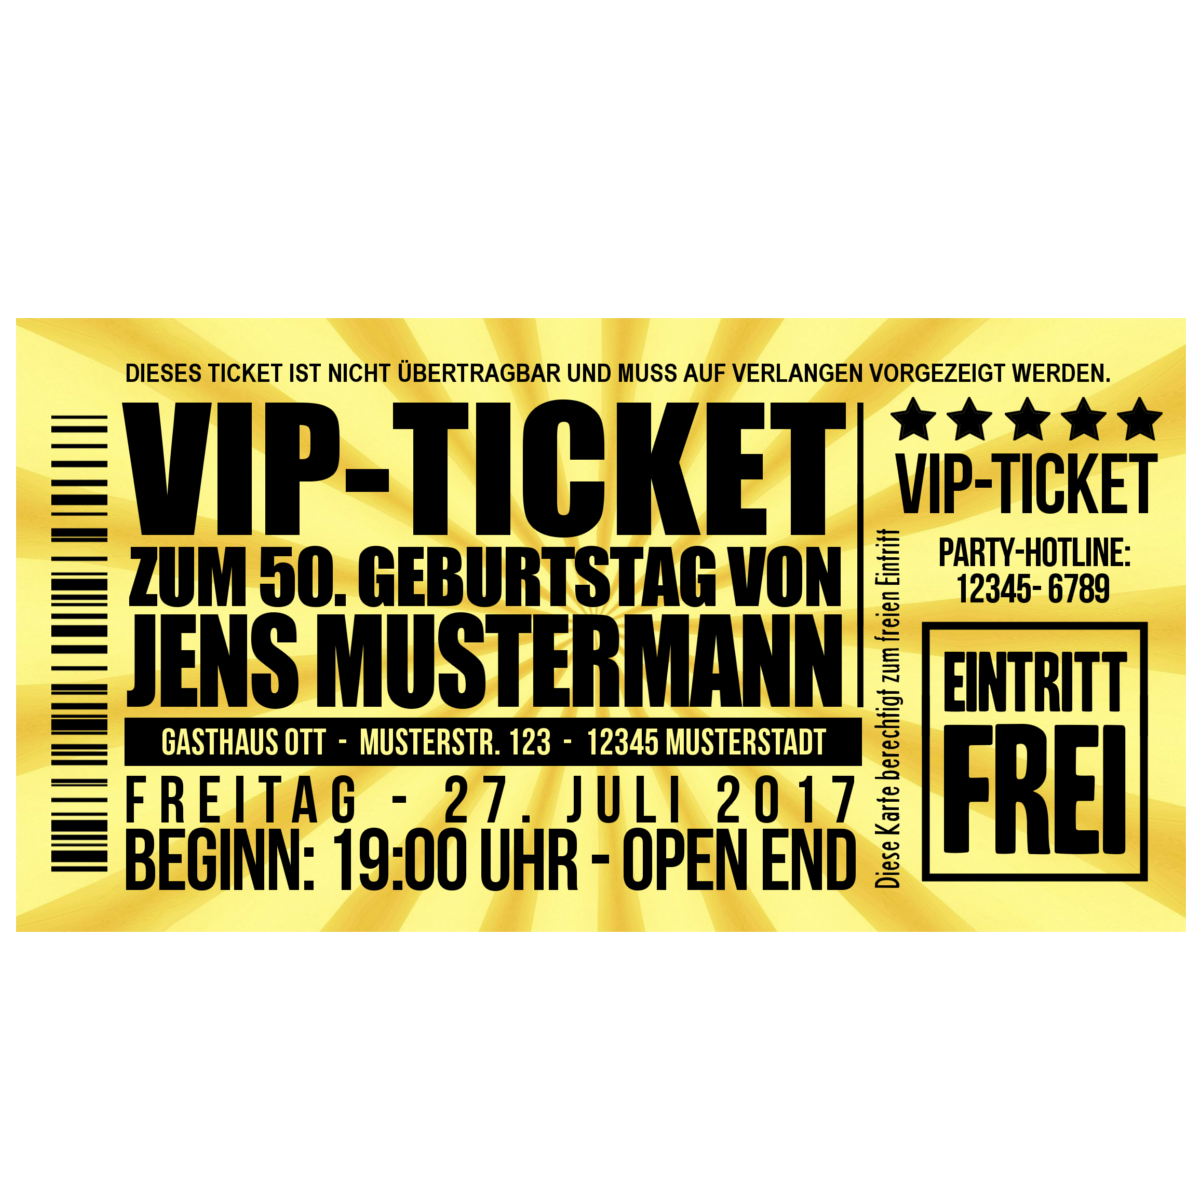 DIESES TICKET IST NICHT ÜBERTRAGBAR UND MUSS AUF VERLANGEN VORGEZEIGT WERDEN.
VIP-TICKET
ZUM 50. GEBURTSTAG VON
JENS MUSTERMANN
GASTHAUS OTT - MUSTERSTR. 123 - 12345 MUSTERSTADT
FREITAG - 27. JULI 2017
BEGINN: 19:00 UHR - OPEN END
Diese Karte berechtigt zum freien Eintritt
VIP-TICKET
PARTY-HOTLINE:
12345- 6789
EINTRITT
FREI